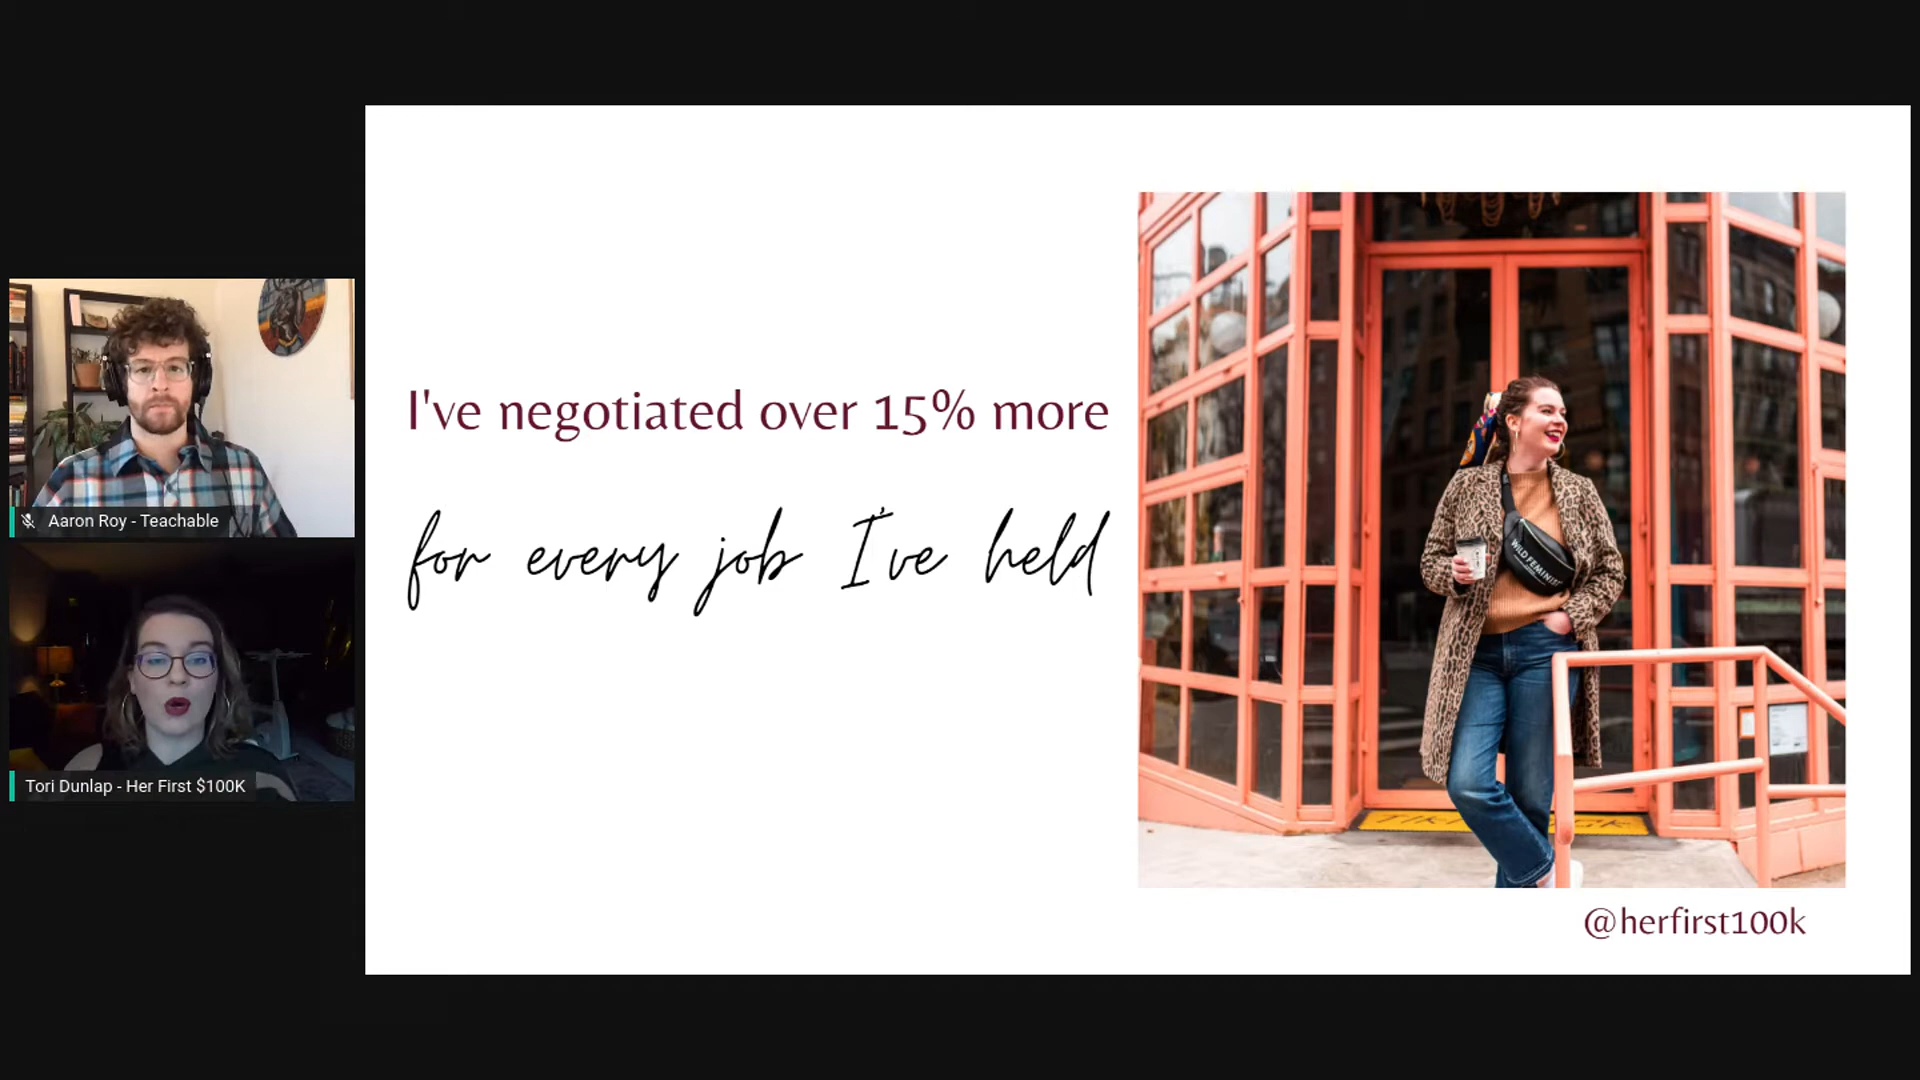 Aaron Roy - Teachable
Tori Dunlap - Her First $100K
I've negotiated over 15% more
for every job I've held
WILD FEMINIST
@herfirst100k